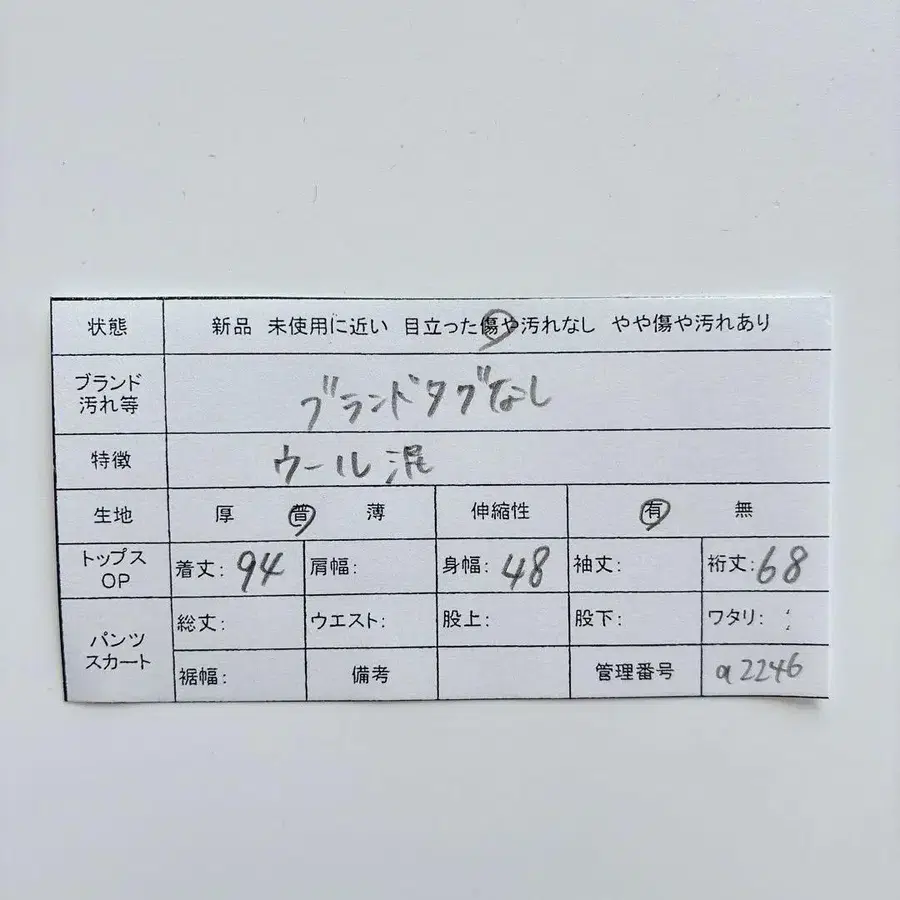 状態 新品 未使用に近い 目立った傷や汚れなし やや傷や汚れあり
ブランド
汚れ等 ブランドタグなし
特徴 ウール混
生地 厚 普 薄 伸縮性 有 無
トップス
OP 着丈: 94 肩幅: 身幅: 48 袖丈: 裄丈: 68
パンツ
スカート 総丈: ウエスト: 股上: 股下: ワタリ:
裾幅: 備考 管理番号 a2246